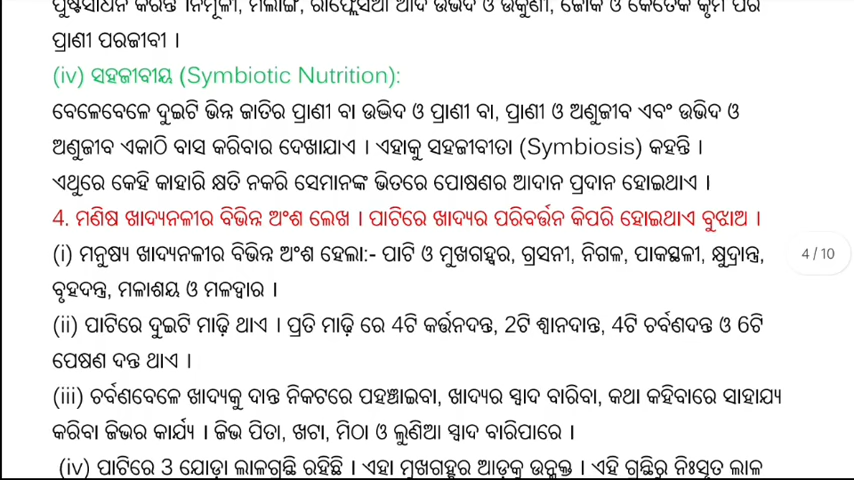 ପୁଷ୍ଟିସାଧନ କରନ୍ତି ।ନିର୍ମୂଳୀ, ମଲାଙ୍ଗ, ରାଫ୍ଲେସିଆ ଆଦି ଉଦ୍ଭିଦ ଓ ଉକୁଣୀ, ଜୋକ ଓ କେତେକ କୃମି ପରି
ପ୍ରାଣୀ ପରଜୀବୀ ।
(iv) ସହଜୀବୀୟ (Symbiotic Nutrition):
ବେଳେବେଳେ ଦୁଇଟି ଭିନ୍ନ ଜାତିର ପ୍ରାଣୀ ବା ଉଦ୍ଭିଦ ଓ ପ୍ରାଣୀ ବା, ପ୍ରାଣୀ ଓ ଅଣୁଜୀବ ଏବଂ ଉଭିଦ ଓ
ଅଣୁଜୀବ ଏକାଠି ବାସ କରିବାର ଦେଖାଯାଏ । ଏହାକୁ ସହଜୀବୀତା (Symbiosis) କହନ୍ତି ।
ଏଥୁରେ କେହି କାହାରି କ୍ଷତି ନକରି ସେମାନଙ୍କ ଭିତରେ ପୋଷଣର ଆଦାନ ପ୍ରଦାନ ହୋଇଥାଏ ।
4. ମଣିଷ ଖାଦ୍ୟନଳୀର ବିଭିନ୍ନ ଅଂଶ ଲେଖ । ପାଟିରେ ଖାଦ୍ୟର ପରିବର୍ତ୍ତନ କିପରି ହୋଇଥାଏ ବୁଝାଅ ।
(i) ମନୁଷ୍ୟ ଖାଦ୍ୟନଳୀର ବିଭିନ୍ନ ଅଂଶ ହେଲା:- ପାଟି ଓ ମୁଖଗହ୍ୱର, ଗ୍ରସନୀ, ନିଗଳ, ପାକସ୍ଥଳୀ, କ୍ଷୁଦ୍ରାନ୍ତ୍ର,
ବୃହଦନ୍ତ୍ର, ମଳାଶୟ ଓ ମଳଦ୍ୱାର ।
4 / 10
(ii) ପାଟିରେ ଦୁଇଟି ମାଢ଼ି ଥାଏ । ପ୍ରତି ମାଢ଼ି ରେ 4ଟି କର୍ତ୍ତନଦନ୍ତ, 2ଟି ଶ୍ୱାନଦାନ୍ତ, 4ଟି ଚର୍ବଣଦନ୍ତ ଓ 6ଟି
ପେଷଣ ଦନ୍ତ ଥାଏ ।
(iii) ଚର୍ବଣବେଳେ ଖାଦ୍ୟକୁ ଦାନ୍ତ ନିକଟରେ ପହଞ୍ଚାଇବା, ଖାଦ୍ୟର ସ୍ୱାଦ ବାରିବା, କଥା କହିବାରେ ସାହାଯ୍ୟ
କରିବା ଜିଭର କାର୍ଯ୍ୟ । ଜିଭ ପିତା, ଖଟା, ମିଠା ଓ ଲୁଣିଆ ସ୍ୱାଦ ବାରିପାରେ ।
(iv) ପାଟିରେ 3 ଯୋଡ଼ା ଲାଳଗ୍ରନ୍ଥି ରହିଛି । ଏହା ମୁଖଗହ୍ୱର ଆଡ଼କୁ ଉନ୍ମୁକ୍ତ । ଏହି ଗ୍ରନ୍ଥିରୁ ନିଃସୃତ ଲାଳ